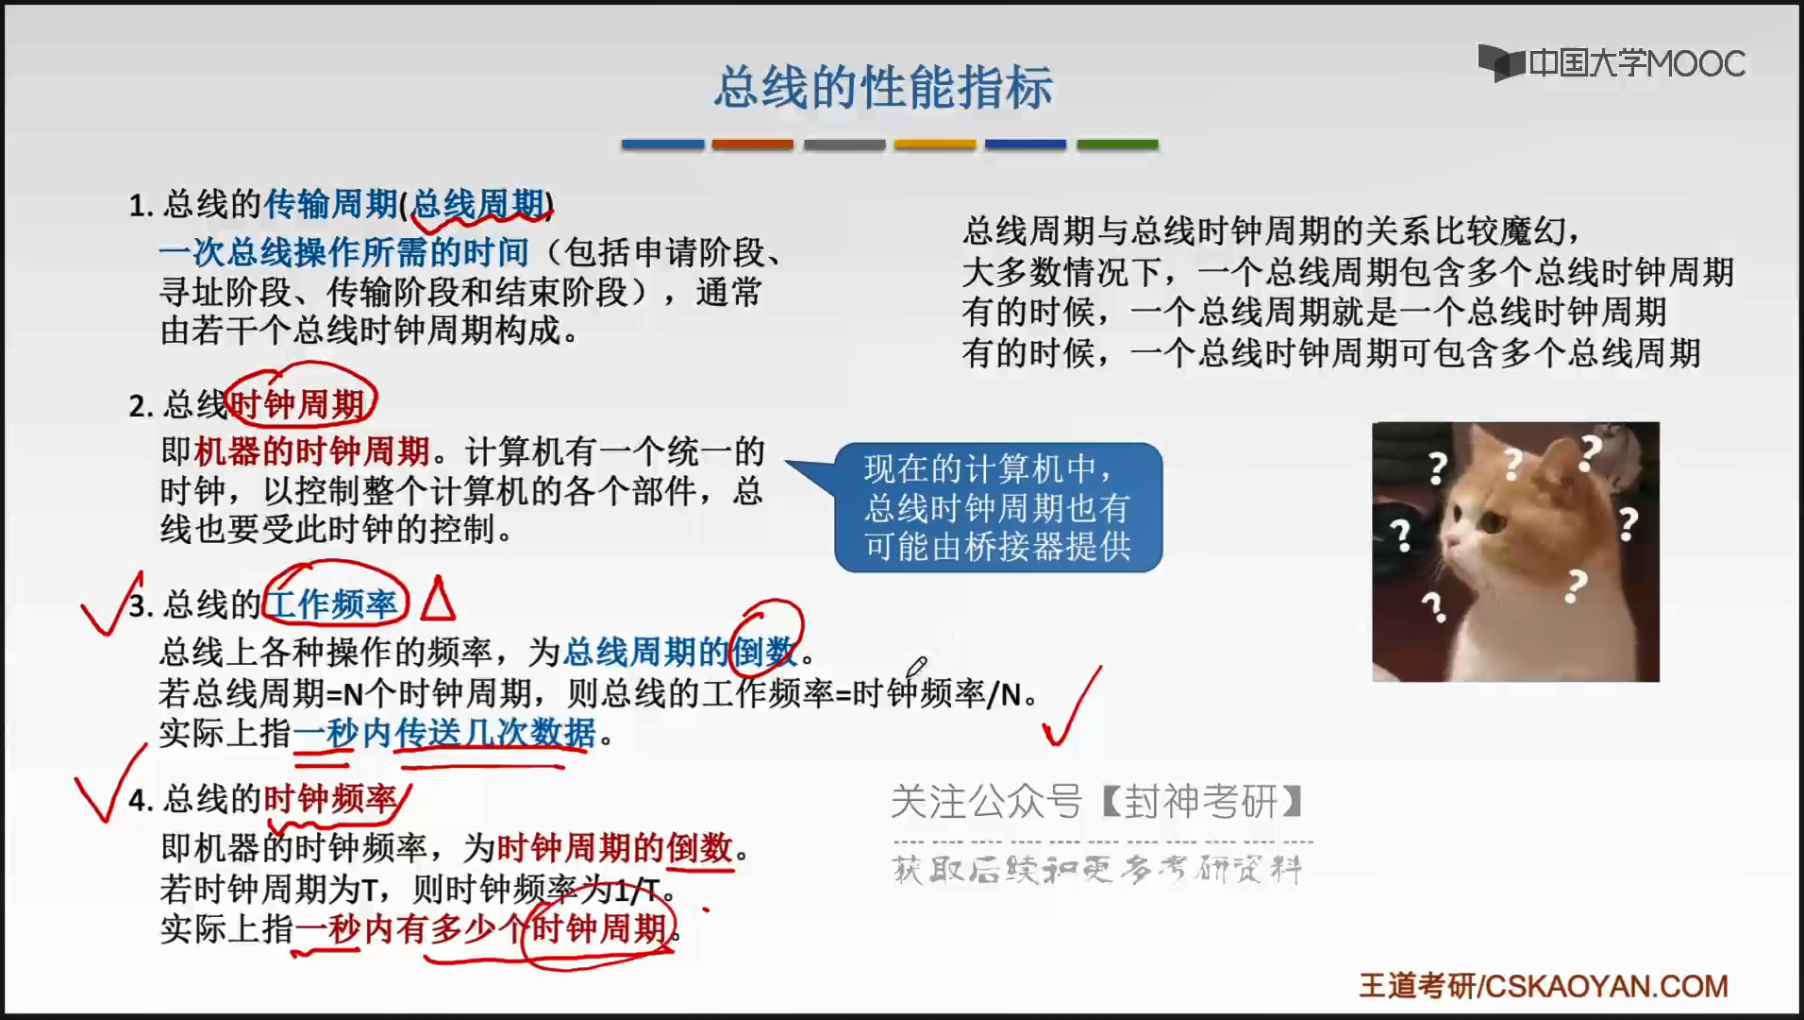 总线的性能指标
中国大学MOOC
1. 总线的传输周期(总线周期)
一次总线操作所需的时间（包括申请阶段、
寻址阶段、传输阶段和结束阶段），通常
由若干个总线时钟周期构成。
2. 总线时钟周期
即机器的时钟周期。计算机有一个统一的
时钟，以控制整个计算机的各个部件，总
线也要受此时钟的控制。
3. 总线的工作频率
总线上各种操作的频率，为总线周期的倒数。
若总线周期=N个时钟周期，则总线的工作频率=时钟频率/N。
实际上指一秒内传送几次数据。
4. 总线的时钟频率
即机器的时钟频率，为时钟周期的倒数。
若时钟周期为T，则时钟频率为1/T。
实际上指一秒内有多少个时钟周期。
总线周期与总线时钟周期的关系比较魔幻，
大多数情况下，一个总线周期包含多个总线时钟周期
有的时候，一个总线周期就是一个总线时钟周期
有的时候，一个总线时钟周期可包含多个总线周期
现在的计算机中，
总线时钟周期也有
可能由桥接器提供
? ? ?
? ?
? ?
关注公众号【封神考研】
获取后续和更多考研资料
王道考研/CSKAOYAN.COM